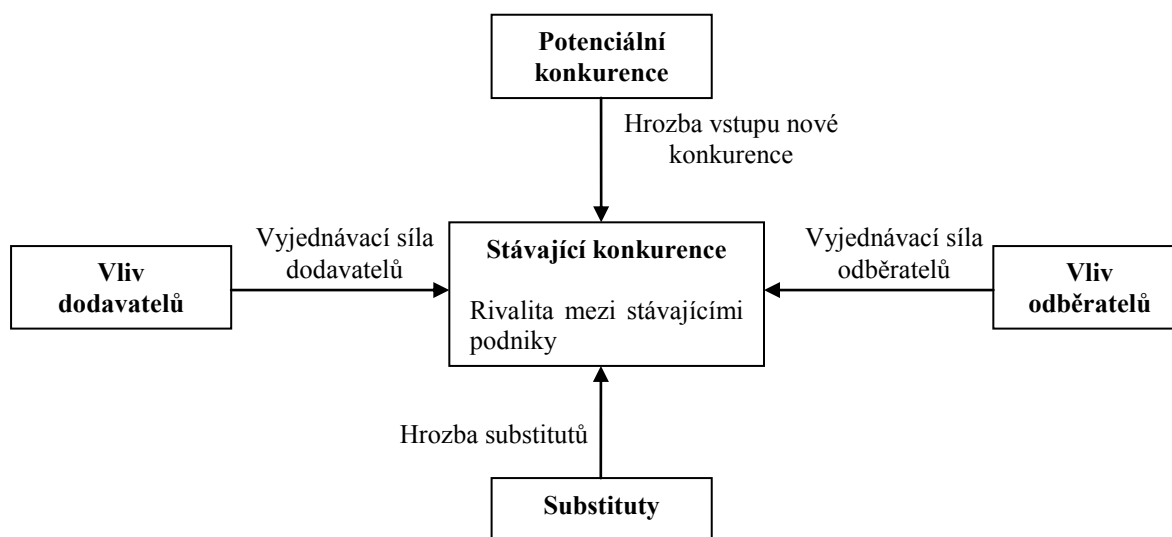 Potenciální
konkurence
Hrozba vstupu nové
konkurence
Vyjednávací síla
dodavatelů
Vliv
dodavatelů
Stávající konkurence
Rivalita mezi stávajícími
podniky
Vyjednávací síla
odběratelů
Vliv
odběratelů
Hrozba substitutů
Substituty